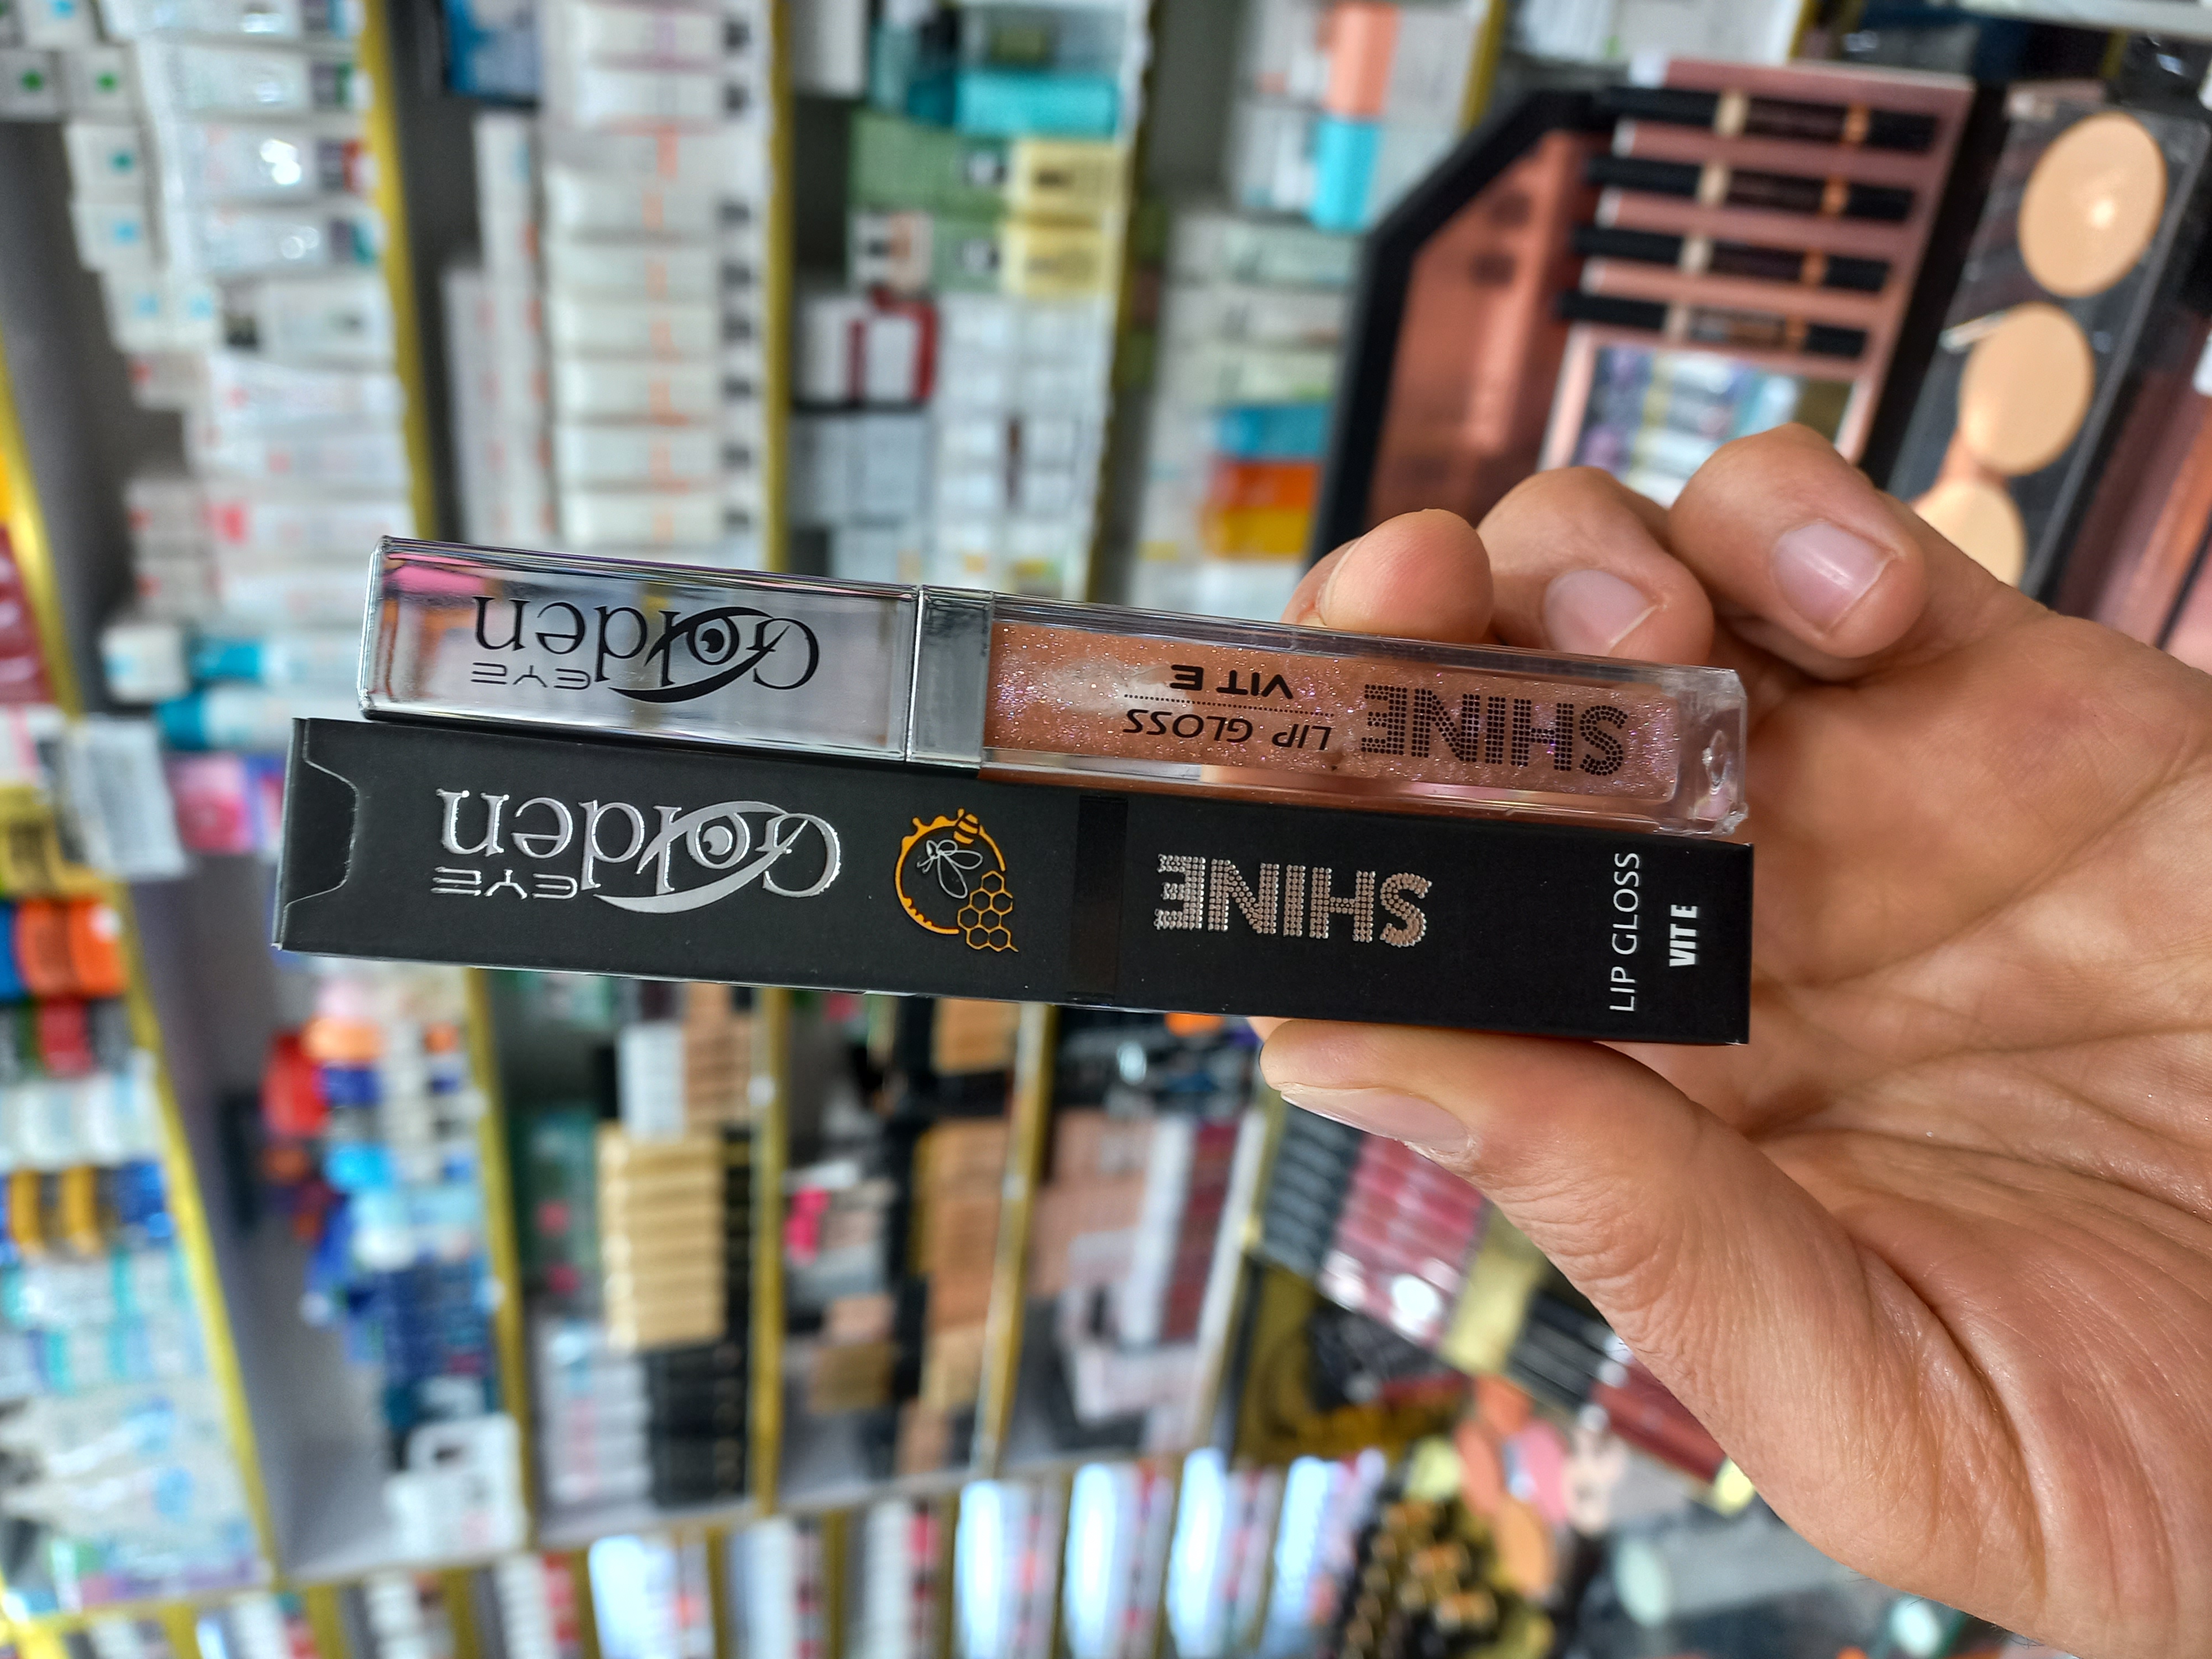 Golden
EYE
SHINE
LIP GLOSS
VIT E
Golden
EYE
SHINE
LIP GLOSS
VIT E